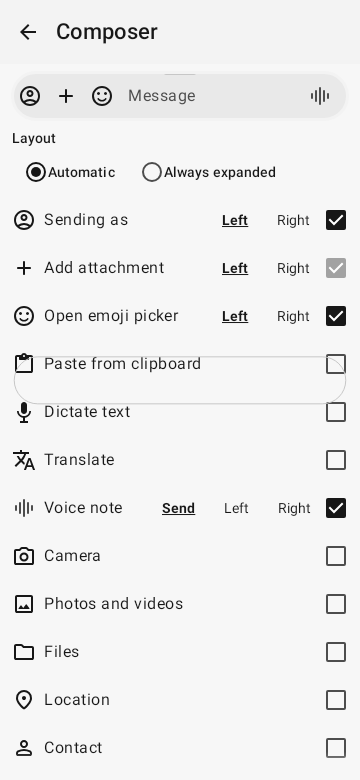 Composer
Message
Layout
Automatic Always expanded
Sending as Left Right
Add attachment Left Right
Open emoji picker Left Right
Paste from clipboard
Dictate text
Translate
Voice note Send Left Right
Camera
Photos and videos
Files
Location
Contact